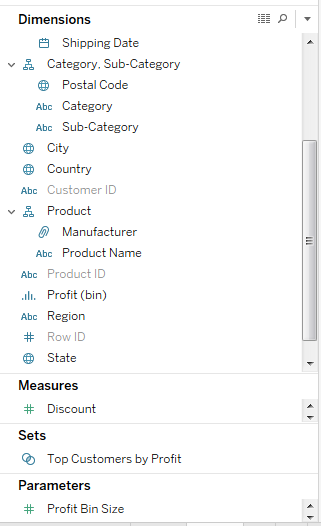 Dimensions
Shipping Date
Category, Sub-Category
Postal Code
Abc Category
Abc Sub-Category
City
Country
Abc Customer ID
Product
Manufacturer
Abc Product Name
Abc Product ID
Profit (bin)
Abc Region
# Row ID
State
Measures
# Discount
Sets
Top Customers by Profit
Parameters
# Profit Bin Size